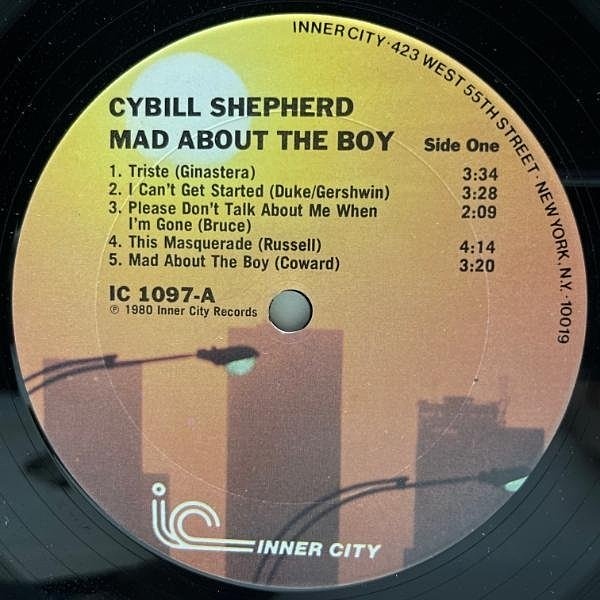 INNER CITY · 423 WEST 55TH STREET · NEW YORK, N.Y. · 10019
CYBILL SHEPHERD
MAD ABOUT THE BOY Side One
1. Triste (Ginastera) 3:34
2. I Can't Get Started (Duke/Gershwin) 3:28
3. Please Don't Talk About Me When 2:09
I'm Gone (Bruce)
4. This Masquerade (Russell) 4:14
5. Mad About The Boy (Coward) 3:20
IC 1097-A
℗ 1980 Inner City Records
ic INNER CITY